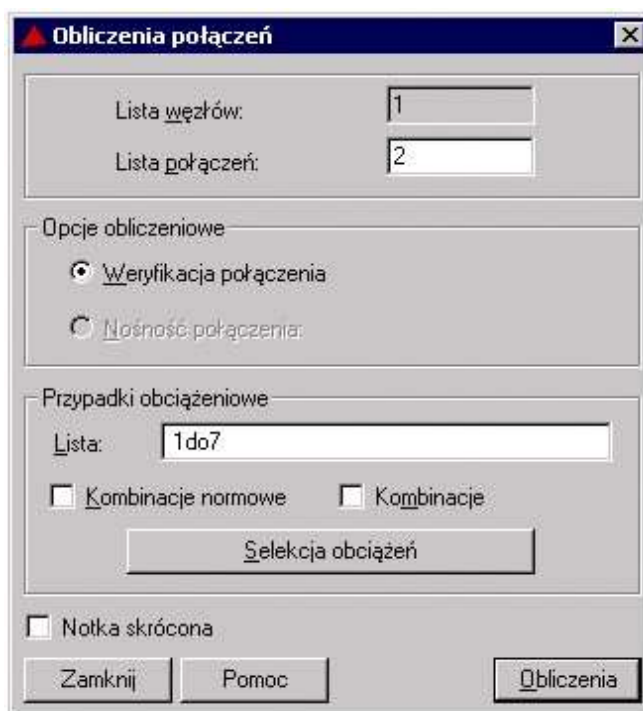 Obliczenia połączeń
Lista węzłów: 1
Lista połączeń: 2
Opcje obliczeniowe
Weryfikacja połączenia
Nośność połączenia:
Przypadki obciążeniowe
Lista: 1do7
Kombinacje normowe Kombinacje
Selekcja obciążeń
Notka skrócona
Zamknij Pomoc Obliczenia